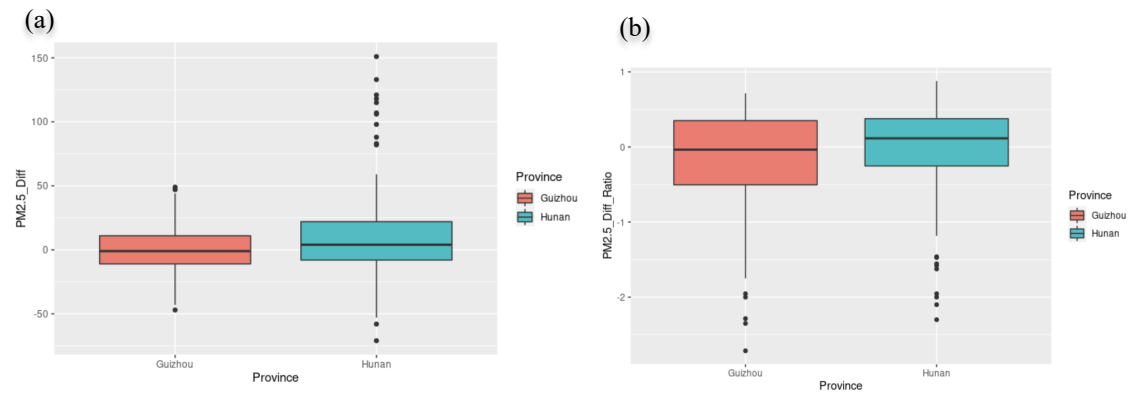 (a)
150
100
50
0
-50
PM2.5_Diff
Guizhou
Hunan
Province
Province
Guizhou
Hunan
(b)
1
0
-1
-2
PM2.5_Diff_Ratio
Guizhou
Hunan
Province
Province
Guizhou
Hunan